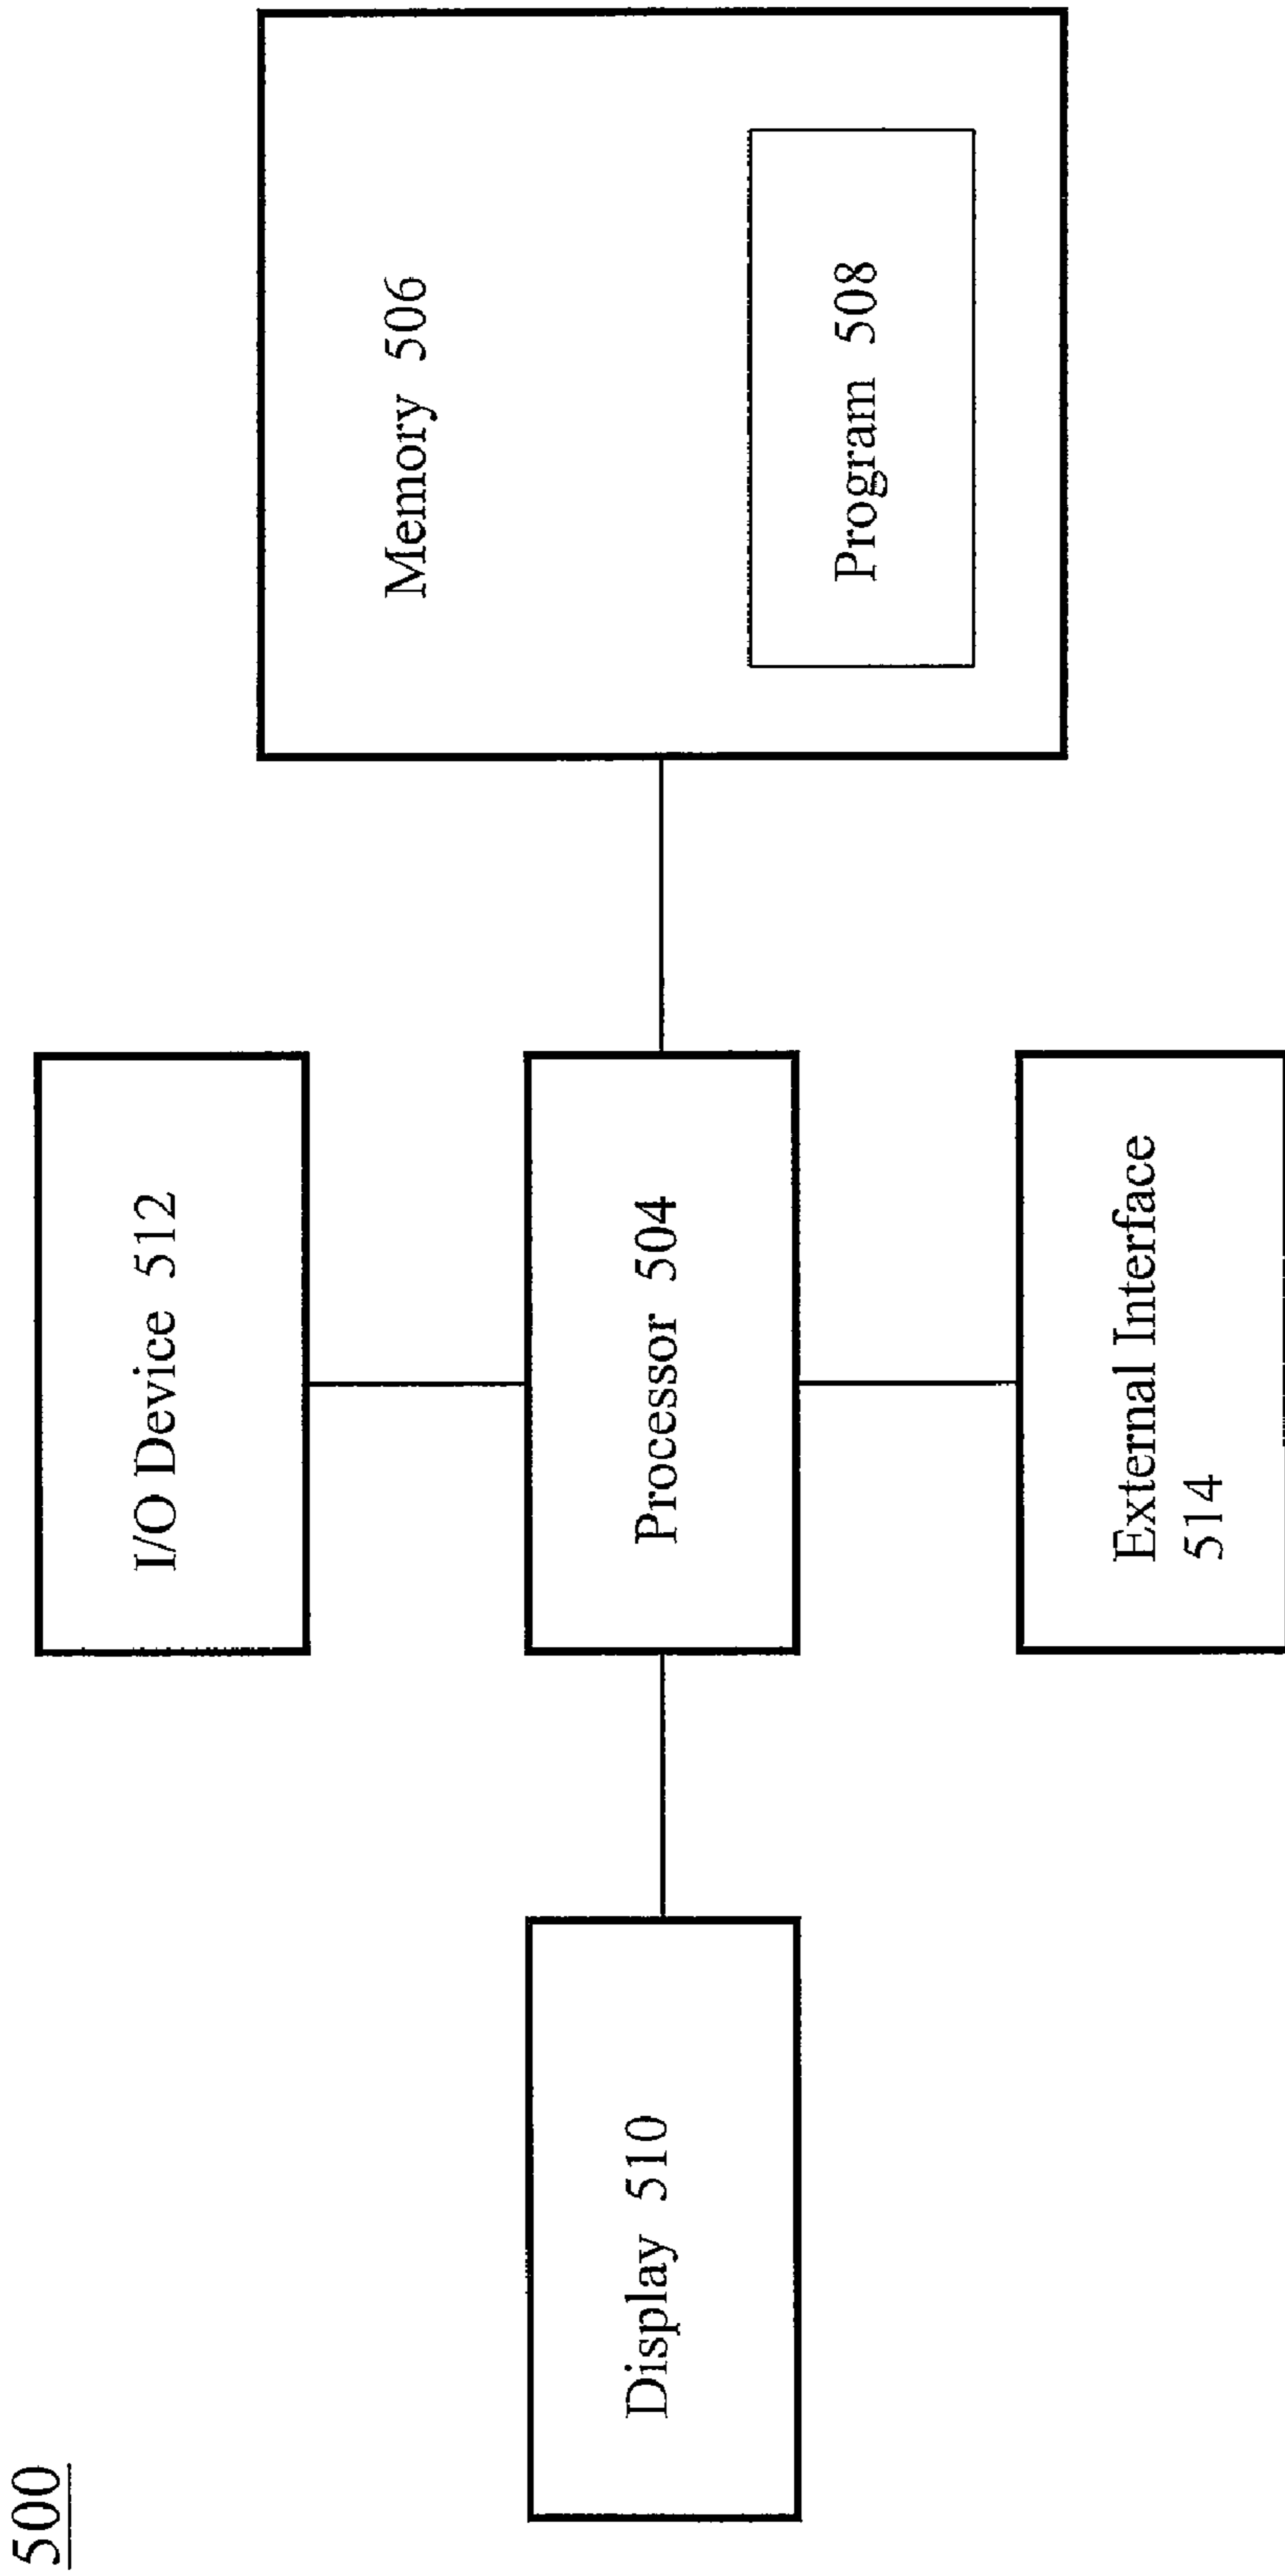 500
I/O Device 512
Display 510
Processor 504
Memory 506
Program 508
External Interface
514